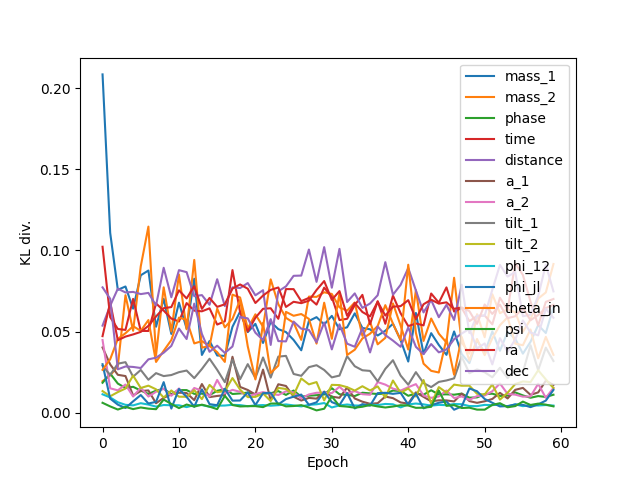 KL div.
0.20
0.15
0.10
0.05
0.00
0
10
20
30
40
50
60
Epoch
mass_1
mass_2
phase
time
distance
a_1
a_2
tilt_1
tilt_2
phi_12
phi_jl
theta_jn
psi
ra
dec